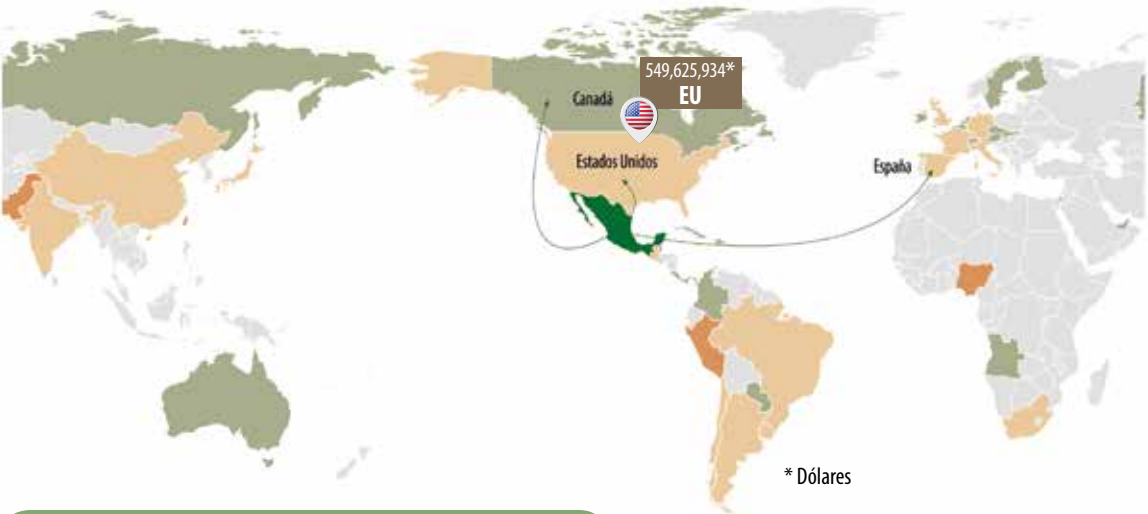 549,625,934*
EU
Canadá
Estados Unidos
España
* Dólares